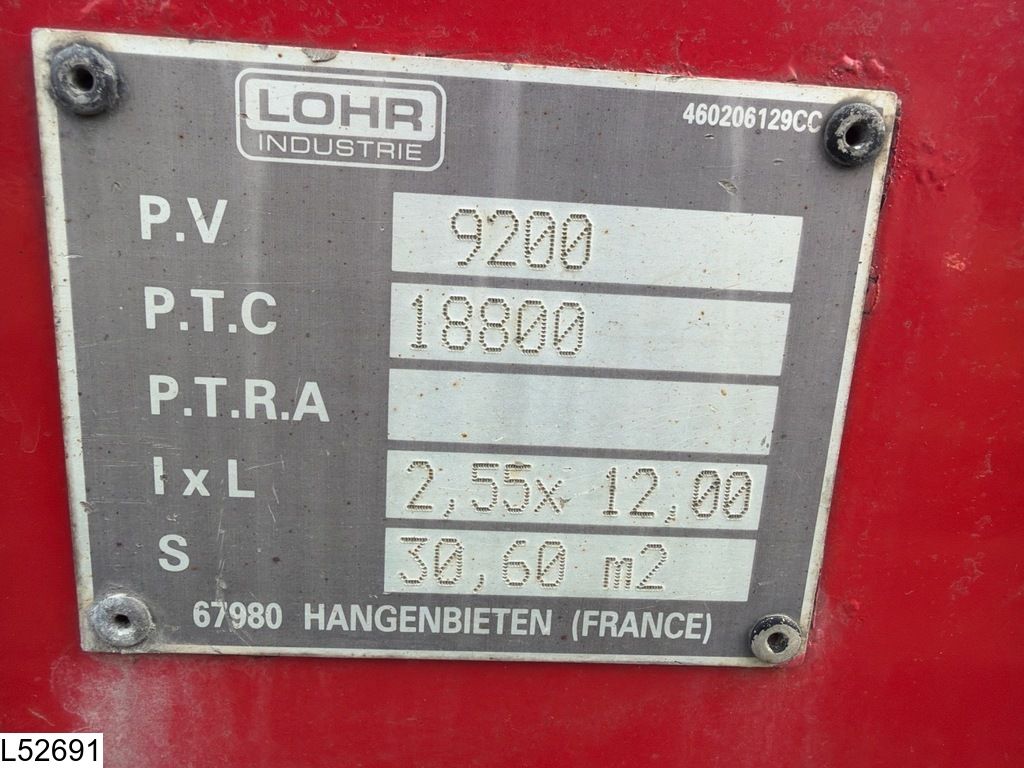 LOHR
INDUSTRIE
460206129CC
P.V 9200
P.T.C 18800
P.T.R.A
l x L 2,55x 12,00
S 30,60 m2
67980 HANGENBIETEN (FRANCE)
L52691